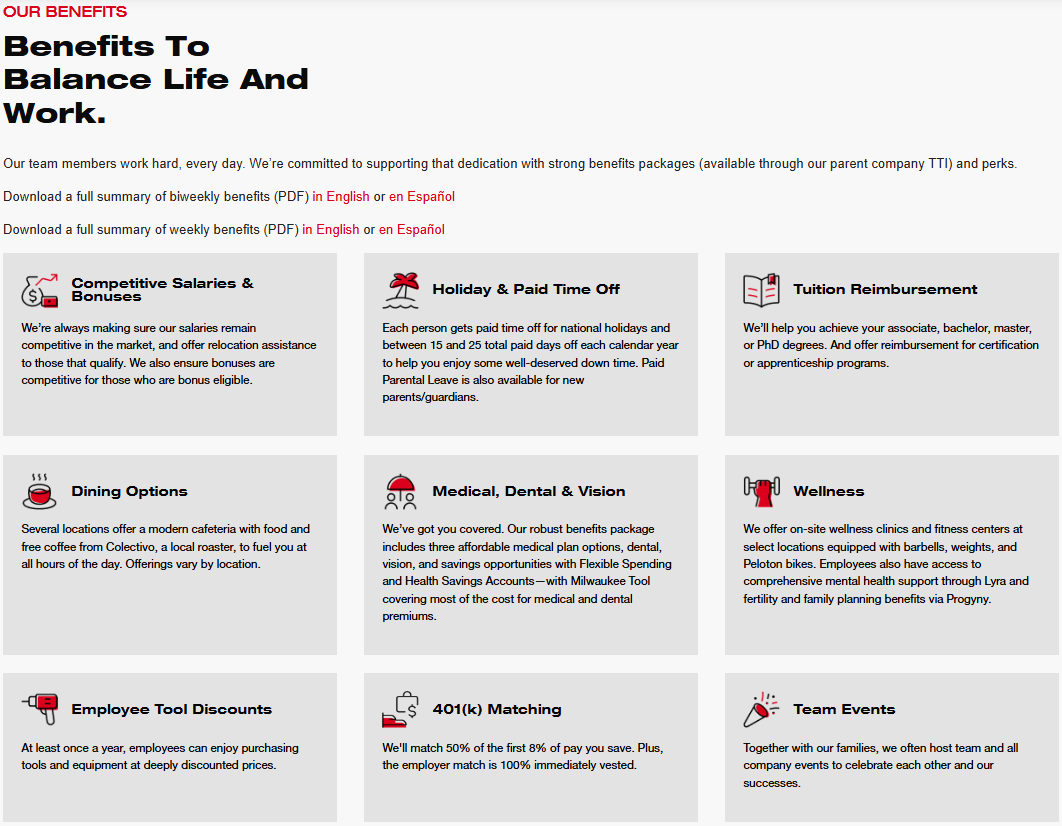 OUR BENEFITS
Benefits To
Balance Life And
Work.
Our team members work hard, every day. We’re committed to supporting that dedication with strong benefits packages (available through our parent company TTI) and perks.
Download a full summary of biweekly benefits (PDF) in English or en Español
Download a full summary of weekly benefits (PDF) in English or en Español
Competitive Salaries &
Bonuses
We’re always making sure our salaries remain
competitive in the market, and offer relocation assistance
to those that qualify. We also ensure bonuses are
competitive for those who are bonus eligible.
Holiday & Paid Time Off
Each person gets paid time off for national holidays and
between 15 and 25 total paid days off each calendar year
to help you enjoy some well-deserved down time. Paid
Parental Leave is also available for new
parents/guardians.
Tuition Reimbursement
We’ll help you achieve your associate, bachelor, master,
or PhD degrees. And offer reimbursement for certification
or apprenticeship programs.
Dining Options
Several locations offer a modern cafeteria with food and
free coffee from Colectivo, a local roaster, to fuel you at
all hours of the day. Offerings vary by location.
Medical, Dental & Vision
We’ve got you covered. Our robust benefits package
includes three affordable medical plan options, dental,
vision, and savings opportunities with Flexible Spending
and Health Savings Accounts—with Milwaukee Tool
covering most of the cost for medical and dental
premiums.
Wellness
We offer on-site wellness clinics and fitness centers at
select locations equipped with barbells, weights, and
Peloton bikes. Employees also have access to
comprehensive mental health support through Lyra and
fertility and family planning benefits via Progyny.
Employee Tool Discounts
At least once a year, employees can enjoy purchasing
tools and equipment at deeply discounted prices.
401(k) Matching
We'll match 50% of the first 8% of pay you save. Plus,
the employer match is 100% immediately vested.
Team Events
Together with our families, we often host team and all
company events to celebrate each other and our
successes.